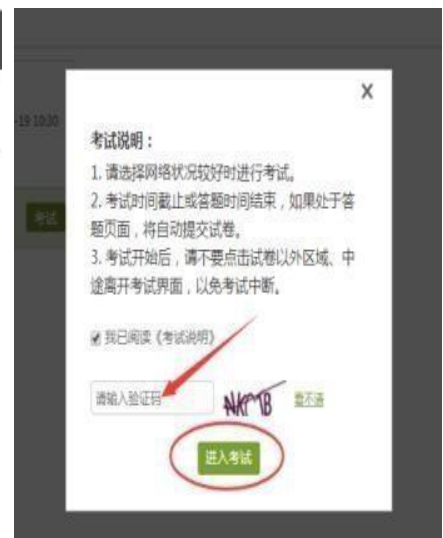 -19 10:30
X
考试说明：
1. 请选择网络状况较好时进行考试。
2. 考试时间截止或答题时间结束，如果处于答
题页面，将自动提交试卷。
3. 考试开始后，请不要点击试卷以外区域、中
途离开考试界面，以免考试中断。
考试
我已阅读《考试说明》
请输入验证码
看不清
进入考试